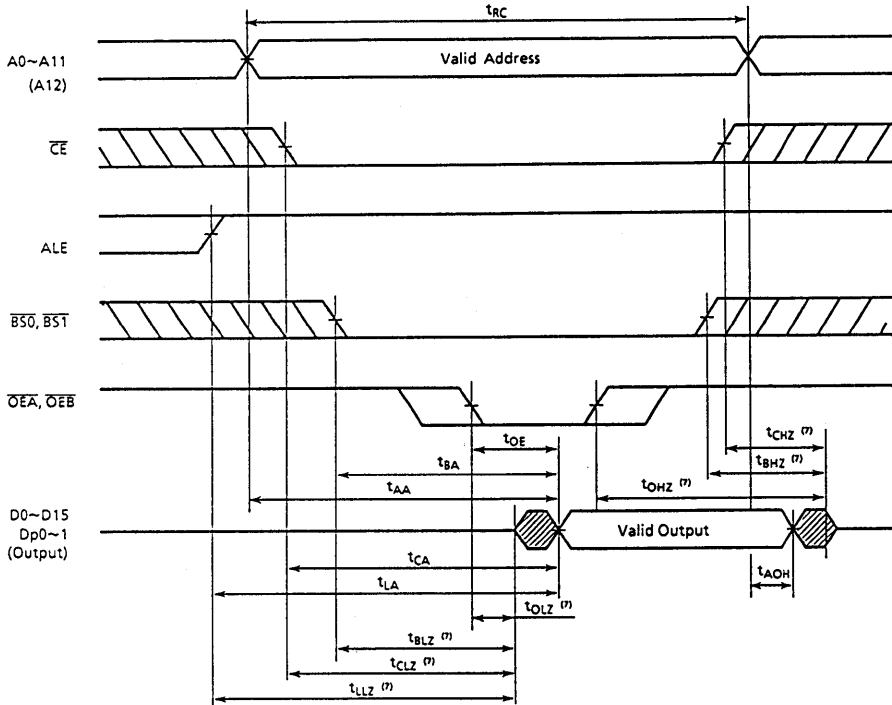 tRC
A0~A11
(A12)
Valid Address
CE
ALE
BS0, BS1
OEA, OEB
tOE
tCHZ (7)
tBA
tBHZ (7)
tAA
tOHZ (7)
D0~D15
Dp0~1
(Output)
Valid Output
tCA
tAOH
tLA
tOLZ (7)
tBLZ (7)
tCLZ (7)
tLLZ (7)